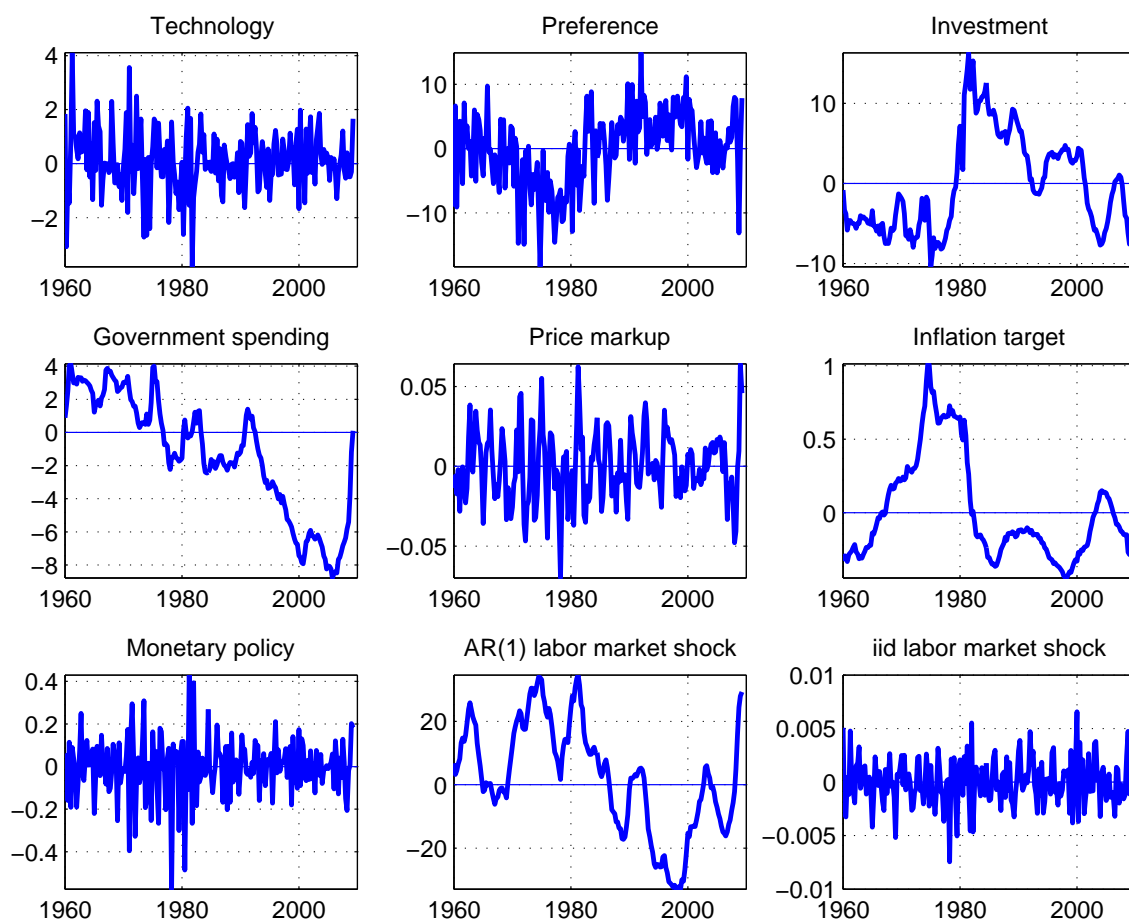 Technology
4
2
0
−2
1960 1980 2000
Preference
10
0
−10
1960 1980 2000
Investment
10
0
−10
1960 1980 2000
Government spending
4
2
0
−2
−4
−6
−8
1960 1980 2000
Price markup
0.05
0
−0.05
1960 1980 2000
Inflation target
1
0.5
0
1960 1980 2000
Monetary policy
0.4
0.2
0
−0.2
−0.4
1960 1980 2000
AR(1) labor market shock
20
0
−20
1960 1980 2000
iid labor market shock
0.01
0.005
0
−0.005
−0.01
1960 1980 2000